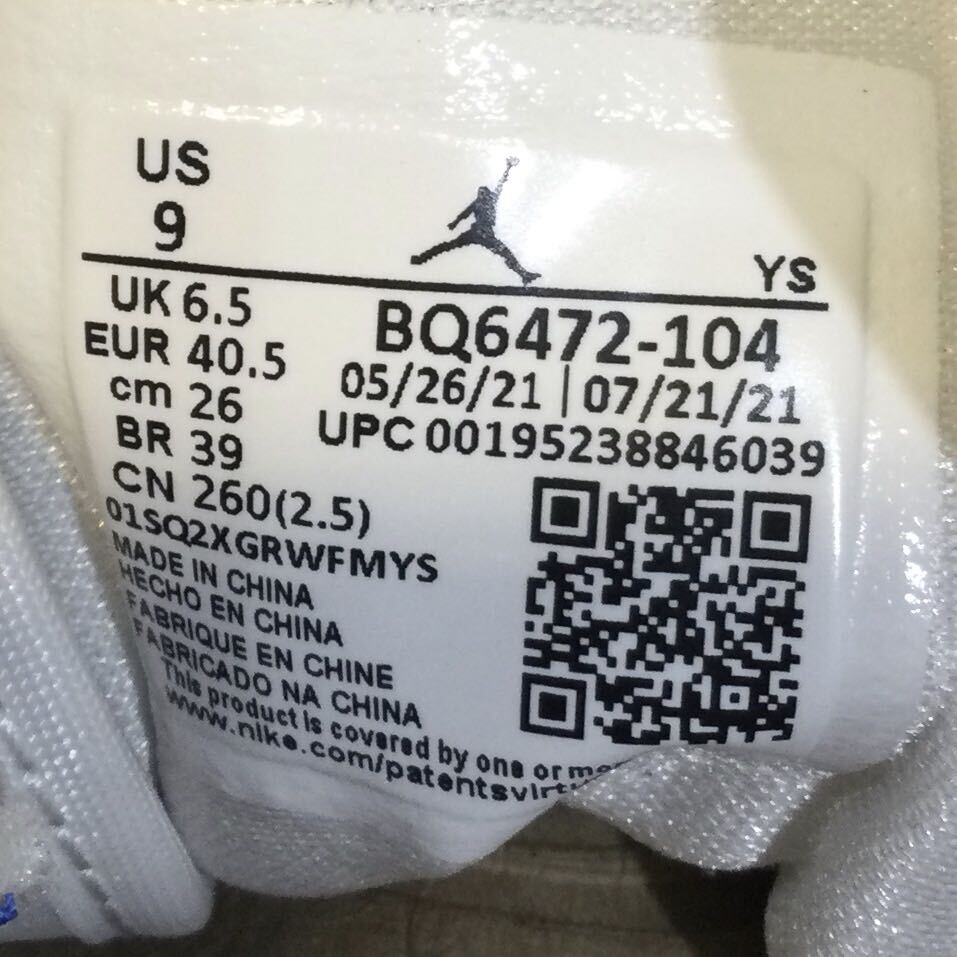 US
9
YS
UK 6.5
EUR 40.5
cm 26
BR 39
CN 260(2.5)
BQ6472-104
05/26/21 | 07/21/21
UPC 00195238846039
01SQ2XGRWFMYS
MADE IN CHINA
HECHO EN CHINA
FABRIQUE EN CHINE
FABRICADO NA CHINA
This product is covered by one or
www.nike.com/patentsvirt